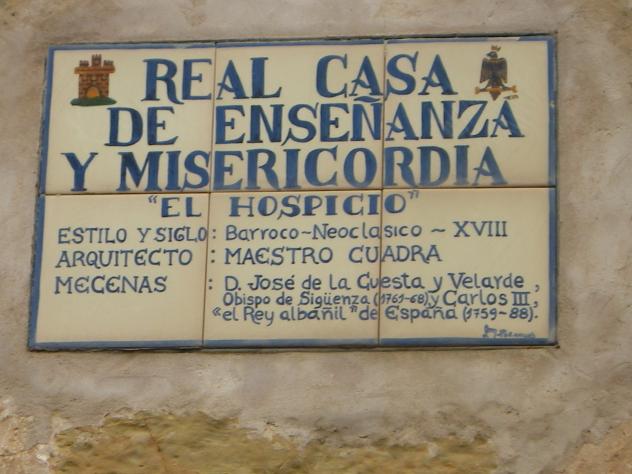 REAL CASA
DE ENSEÑANZA
Y MISERICORDIA
"EL HOSPICIO"
ESTILO Y SIGLO: Barroco~Neoclasico ~ XVIII
ARQUITECTO : MAESTRO CUADRA
MECENAS : D. José de la Cuesta y Velarde,
Obispo de Sigüenza (1761-68) y Carlos III,
"el Rey albañil" de España (1759-88).